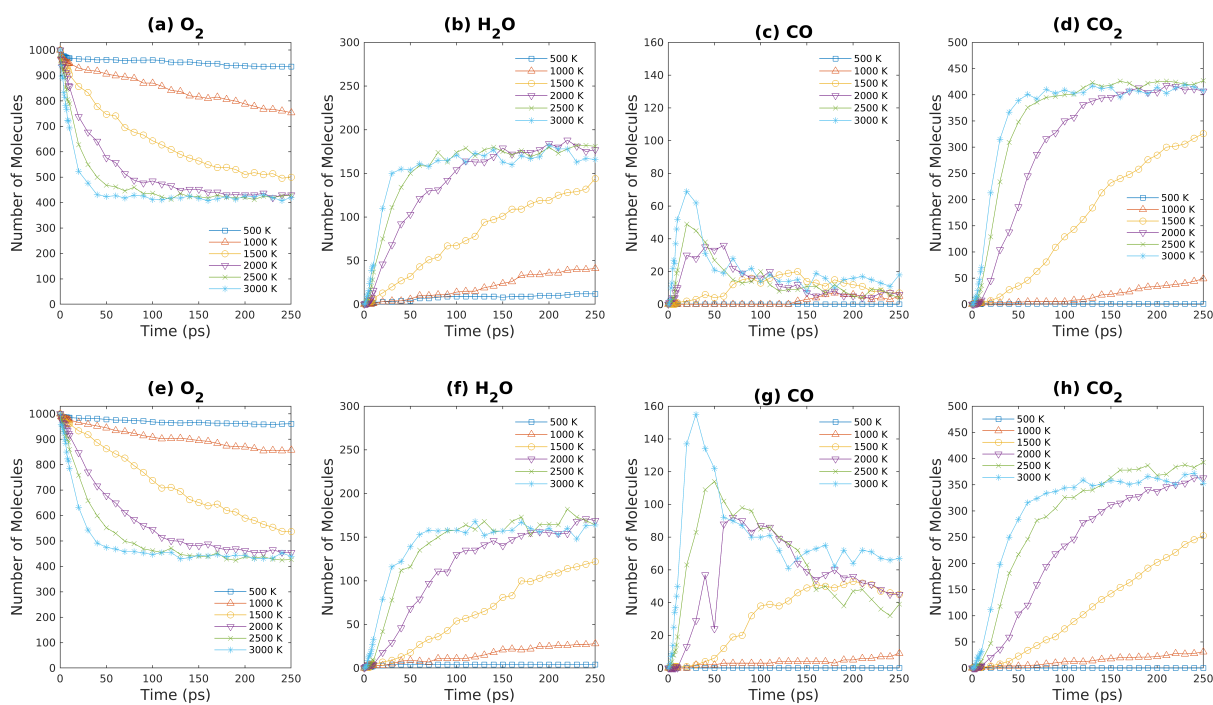 (a) O2
Number of Molecules
1000
900
800
700
600
500
400
300
200
100
0
500 K
1000 K
1500 K
2000 K
2500 K
3000 K
0 50 100 150 200 250
Time (ps)
(b) H2O
Number of Molecules
300
250
200
150
100
50
0
500 K
1000 K
1500 K
2000 K
2500 K
3000 K
0 50 100 150 200 250
Time (ps)
(c) CO
Number of Molecules
160
140
120
100
80
60
40
20
0
500 K
1000 K
1500 K
2000 K
2500 K
3000 K
0 50 100 150 200 250
Time (ps)
(d) CO2
Number of Molecules
500
450
400
350
300
250
200
150
100
50
0
500 K
1000 K
1500 K
2000 K
2500 K
3000 K
0 50 100 150 200 250
Time (ps)
(e) O2
Number of Molecules
1000
900
800
700
600
500
400
300
200
100
0
500 K
1000 K
1500 K
2000 K
2500 K
3000 K
0 50 100 150 200 250
Time (ps)
(f) H2O
Number of Molecules
300
250
200
150
100
50
0
500 K
1000 K
1500 K
2000 K
2500 K
3000 K
0 50 100 150 200 250
Time (ps)
(g) CO
Number of Molecules
160
140
120
100
80
60
40
20
0
500 K
1000 K
1500 K
2000 K
2500 K
3000 K
0 50 100 150 200 250
Time (ps)
(h) CO2
Number of Molecules
500
450
400
350
300
250
200
150
100
50
0
500 K
1000 K
1500 K
2000 K
2500 K
3000 K
0 50 100 150 200 250
Time (ps)